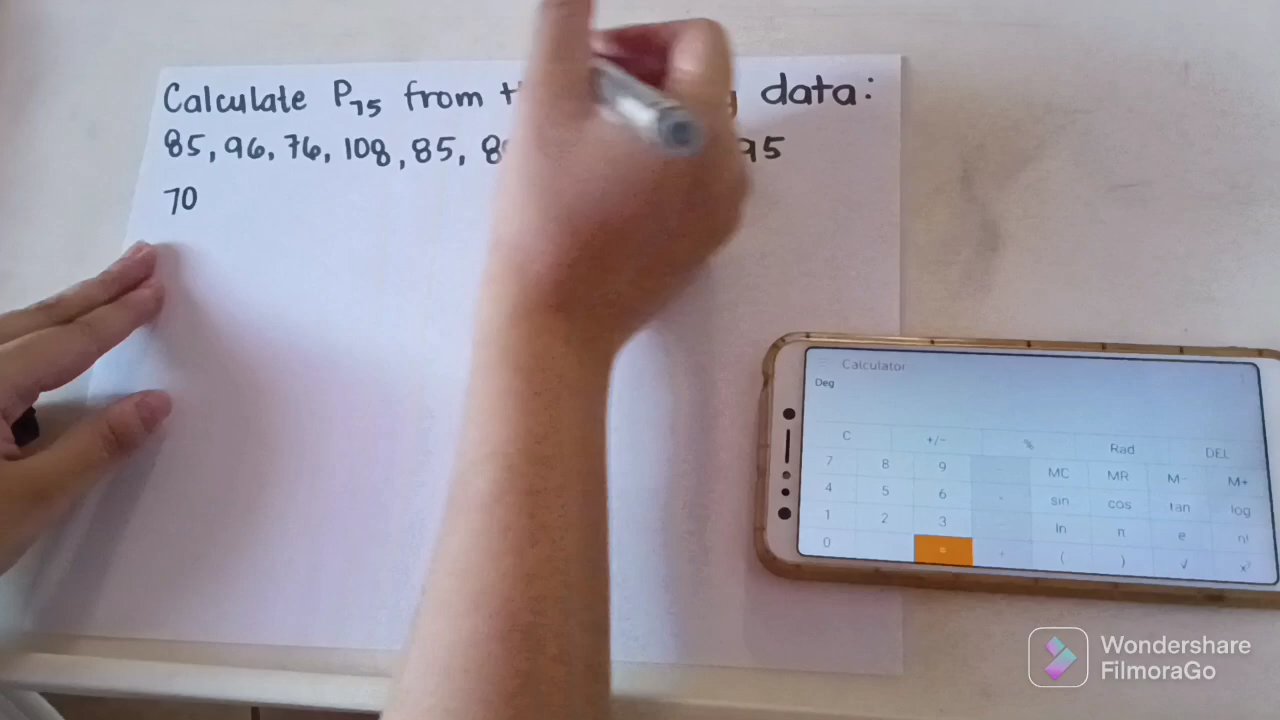 Calculate P75 from data:
85, 96, 76, 108, 85, 95
70
Calculator
Deg
C +/- % Rad DEL
7 8 9 - MC MR M- M+
4 5 6 sin cos tan log
1 2 3 ln π e n!
0 = + ( ) √ x²
Wondershare
FilmoraGo